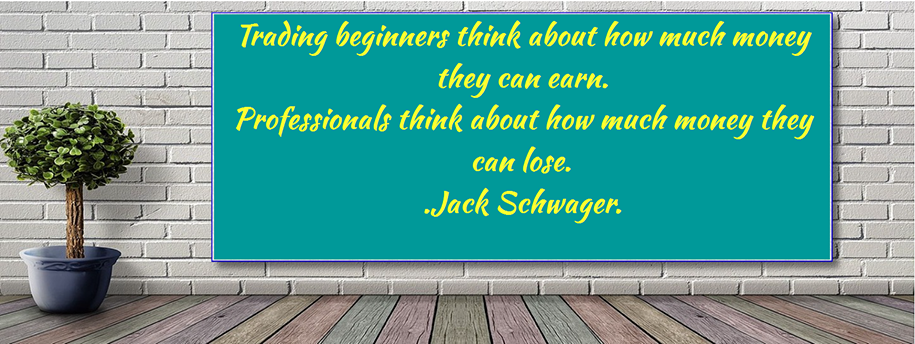 Trading beginners think about how much money
they can earn.
Professionals think about how much money they
can lose.
.Jack Schwager.